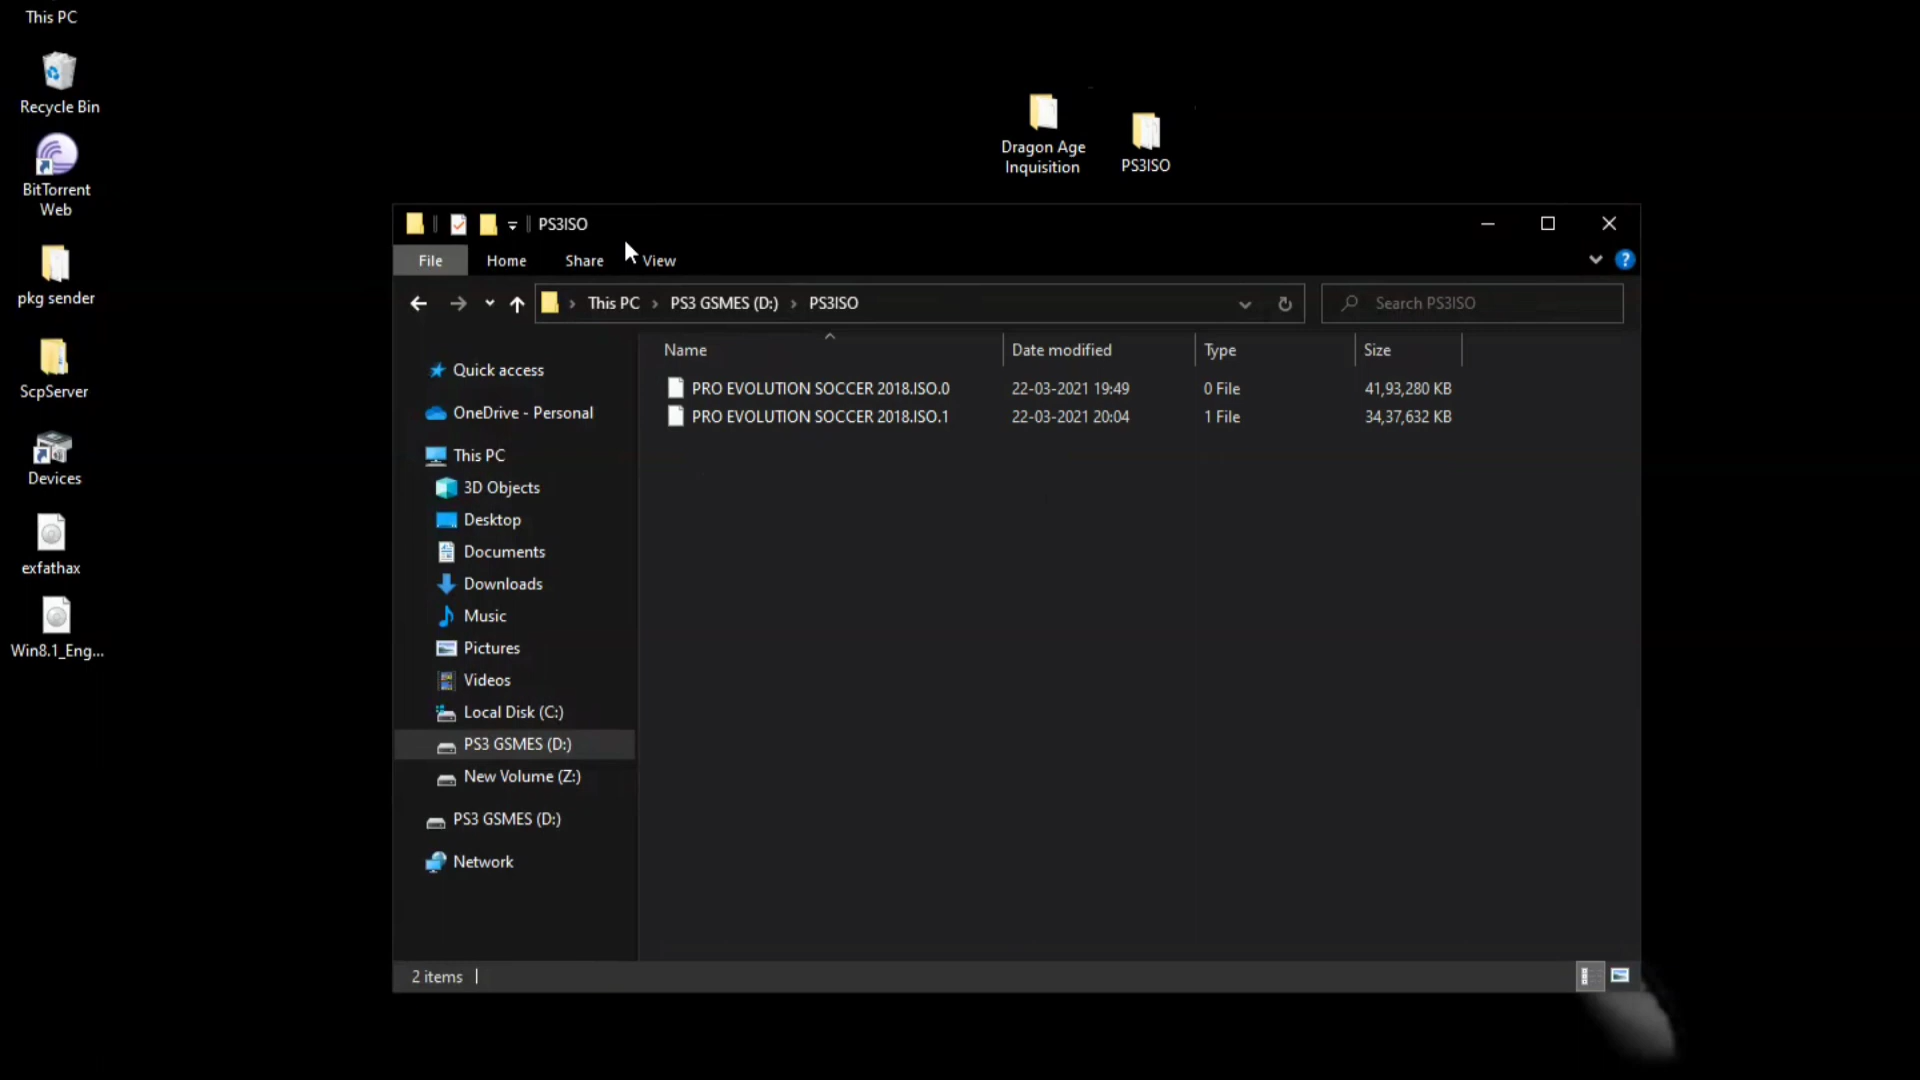 This PC
Recycle Bin
BitTorrent
Web
pkg sender
ScpServer
Devices
exfathax
Win8.1_Eng...
Dragon Age
Inquisition
PS3ISO
PS3ISO
File Home Share View
?
This PC > PS3 GSMES (D:) > PS3ISO
Search PS3ISO
Name Date modified Type Size
PRO EVOLUTION SOCCER 2018.ISO.0 22-03-2021 19:49 0 File 41,93,280 KB
PRO EVOLUTION SOCCER 2018.ISO.1 22-03-2021 20:04 1 File 34,37,632 KB
Quick access
OneDrive - Personal
This PC
3D Objects
Desktop
Documents
Downloads
Music
Pictures
Videos
Local Disk (C:)
PS3 GSMES (D:)
New Volume (Z:)
PS3 GSMES (D:)
Network
2 items